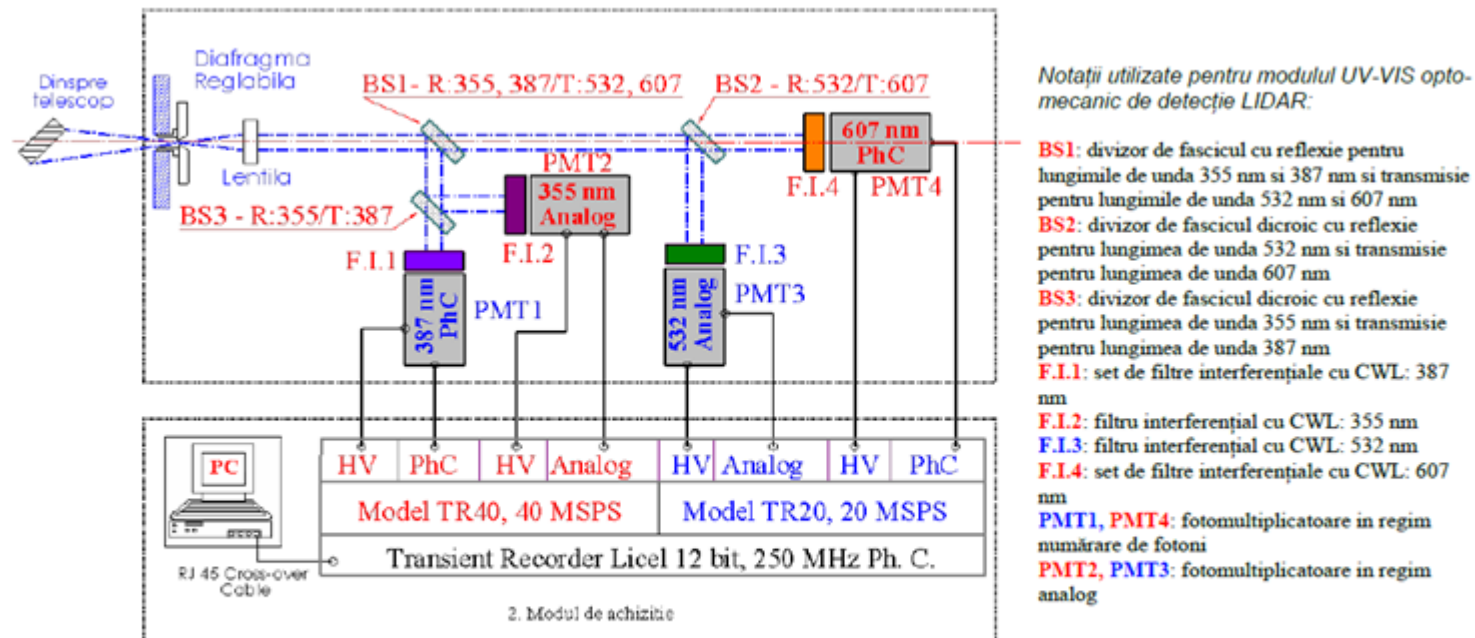 Dinspre
telescop
Diafragma
Reglabila
Lentila
BS1- R:355, 387/T:532, 607
BS2 - R:532/T:607
BS3 - R:355/T:387
PMT2
355 nm
Analog
F.I.2
607 nm
PhC
F.I.4
PMT4
F.I.1
387 nm
PhC
PMT1
F.I.3
532 nm
Analog
PMT3
PC
RJ 45 Cross-over
Cable
HV PhC HV Analog HV Analog HV PhC
Model TR40, 40 MSPS Model TR20, 20 MSPS
Transient Recorder Licel 12 bit, 250 MHz Ph. C.
2. Modul de achizitie
Notații utilizate pentru modulul UV-VIS opto-
mecanic de detecție LIDAR:
BS1: divizor de fascicul cu reflexie pentru
lungimile de unda 355 nm si 387 nm si transmisie
pentru lungimile de unda 532 nm si 607 nm
BS2: divizor de fascicul dicroic cu reflexie
pentru lungimea de unda 532 nm si transmisie
pentru lungimea de unda 607 nm
BS3: divizor de fascicul dicroic cu reflexie
pentru lungimea de unda 355 nm si transmisie
pentru lungimea de unda 387 nm
F.I.1: set de filtre interferențiale cu CWL: 387
nm
F.I.2: filtru interferențial cu CWL: 355 nm
F.I.3: filtru interferențial cu CWL: 532 nm
F.I.4: set de filtre interferențiale cu CWL: 607
nm
PMT1, PMT4: fotomultiplicatoare in regim
numărare de fotoni
PMT2, PMT3: fotomultiplicatoare in regim
analog